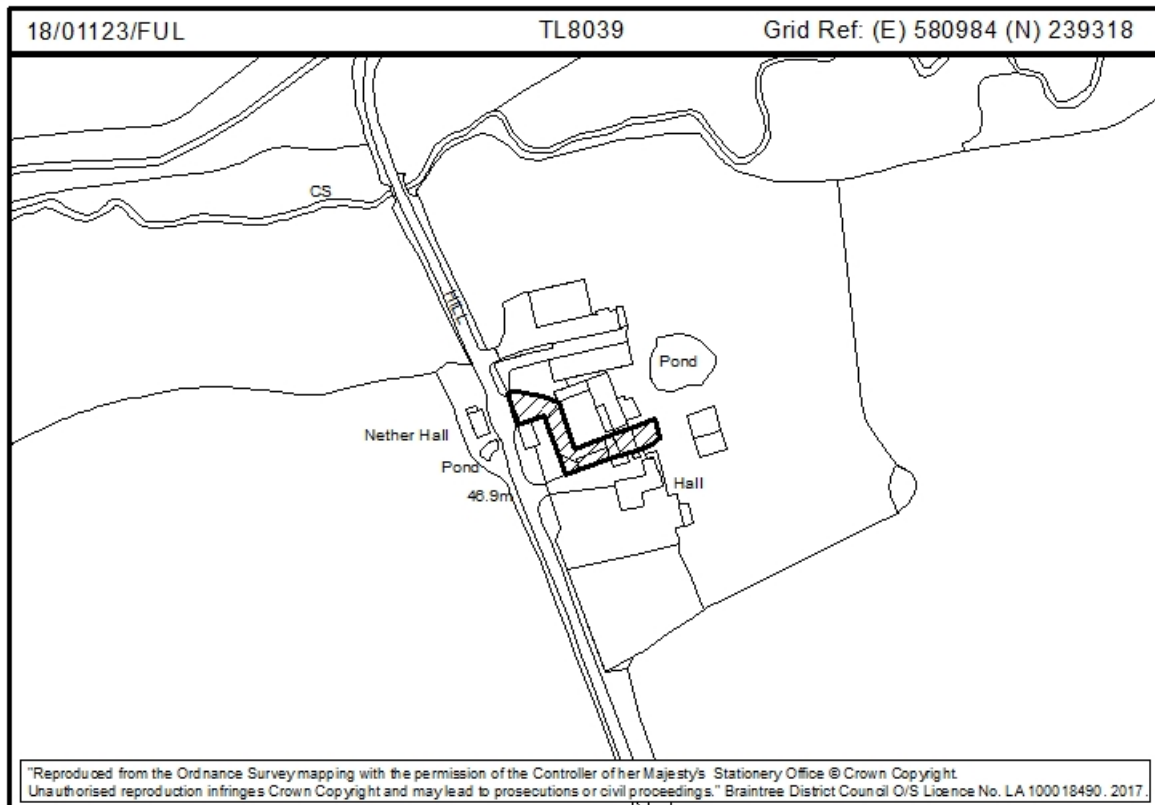 18/01123/FUL TL8039 Grid Ref: (E) 580984 (N) 239318
CS
HILL
Pond
Nether Hall
Pond
46.9m
Hall
"Reproduced from the Ordnance Survey mapping with the permission of the Controller of her Majesty's Stationery Office © Crown Copyright.
Unauthorised reproduction infringes Crown Copyright and may lead to prosecutions or civil proceedings." Braintree District Council O/S Licence No. LA 100018490. 2017.